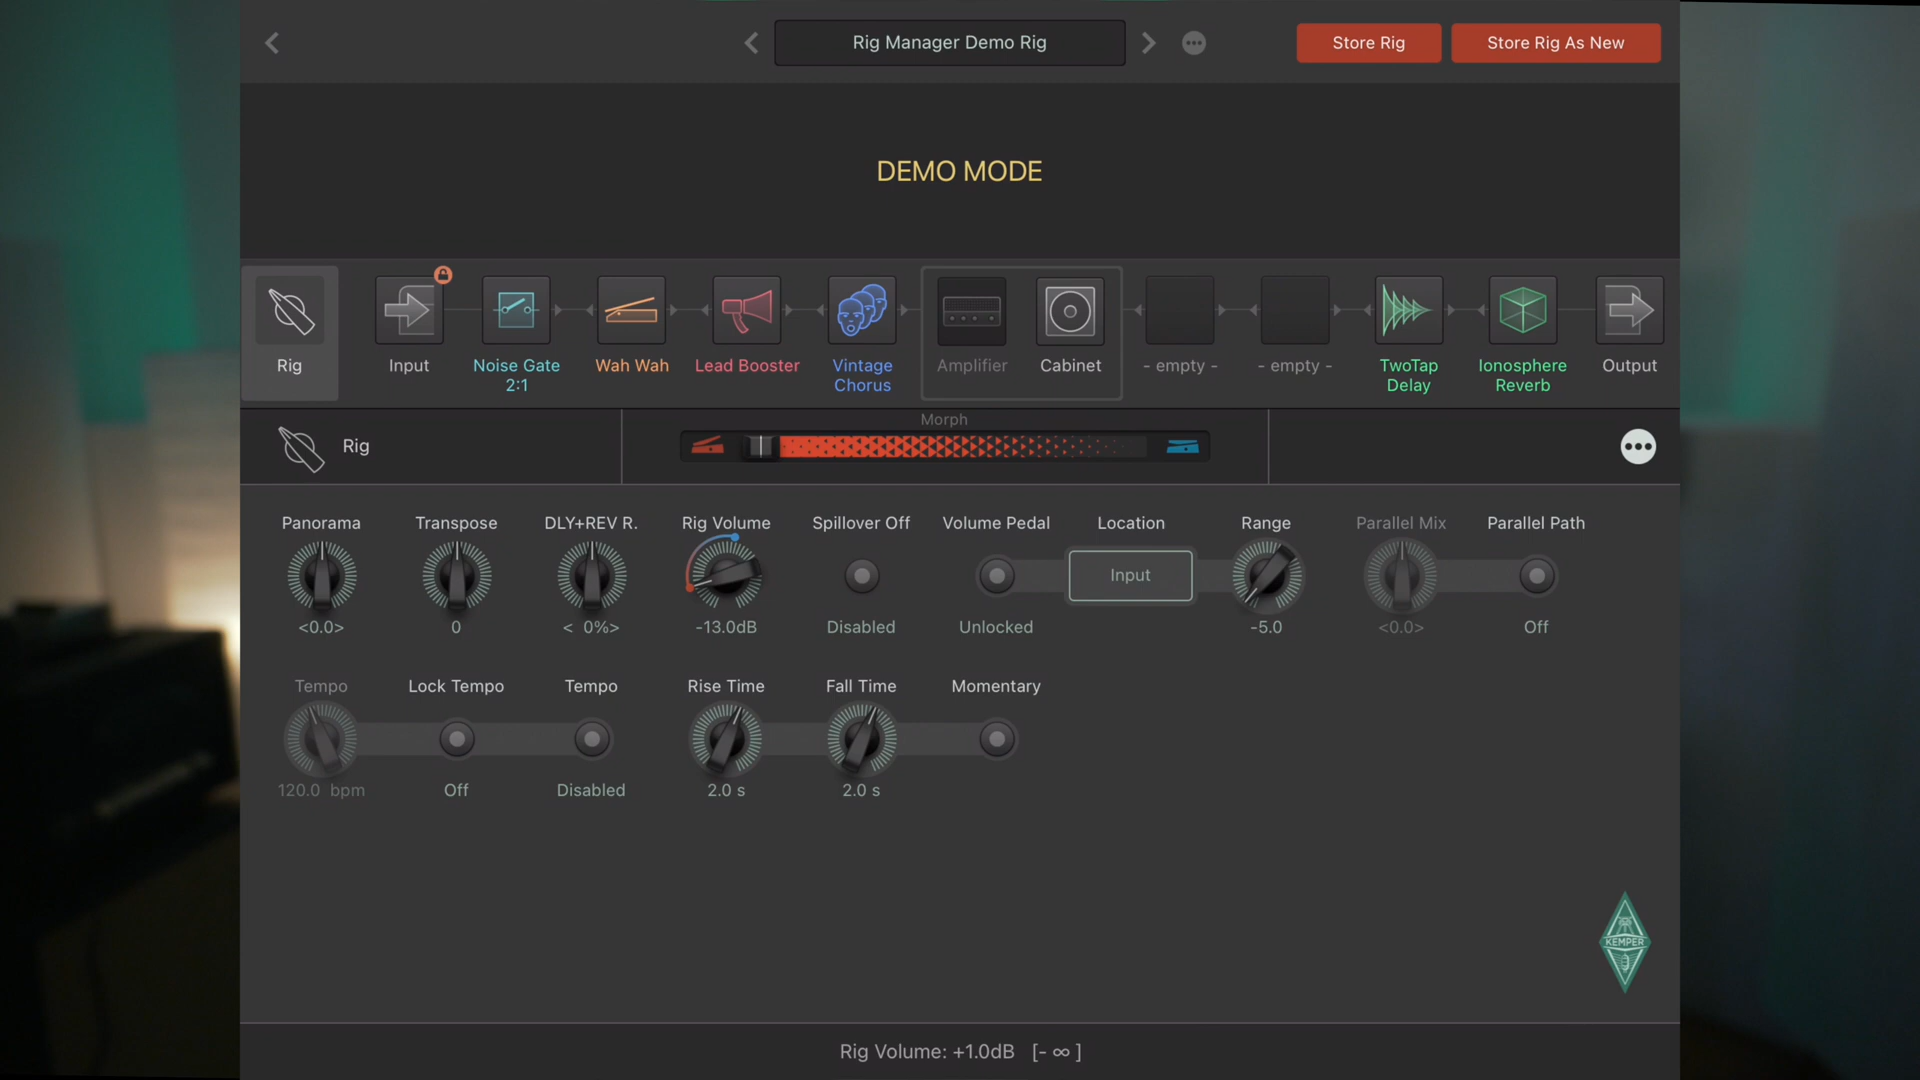 Rig Manager Demo Rig
Store Rig
Store Rig As New
DEMO MODE
Rig
Input
Noise Gate
2:1
Wah Wah
Lead Booster
Vintage
Chorus
Amplifier
Cabinet
- empty -
- empty -
TwoTap
Delay
Ionosphere
Reverb
Output
Rig
Morph
Panorama
Transpose
DLY+REV R.
Rig Volume
Spillover Off
Volume Pedal
Location
Range
Parallel Mix
Parallel Path
Input
<0.0>
0
< 0%>
-13.0dB
Disabled
Unlocked
-5.0
<0.0>
Off
Tempo
Lock Tempo
Tempo
Rise Time
Fall Time
Momentary
120.0 bpm
Off
Disabled
2.0 s
2.0 s
KEMPER
Rig Volume: +1.0dB [- ∞ ]